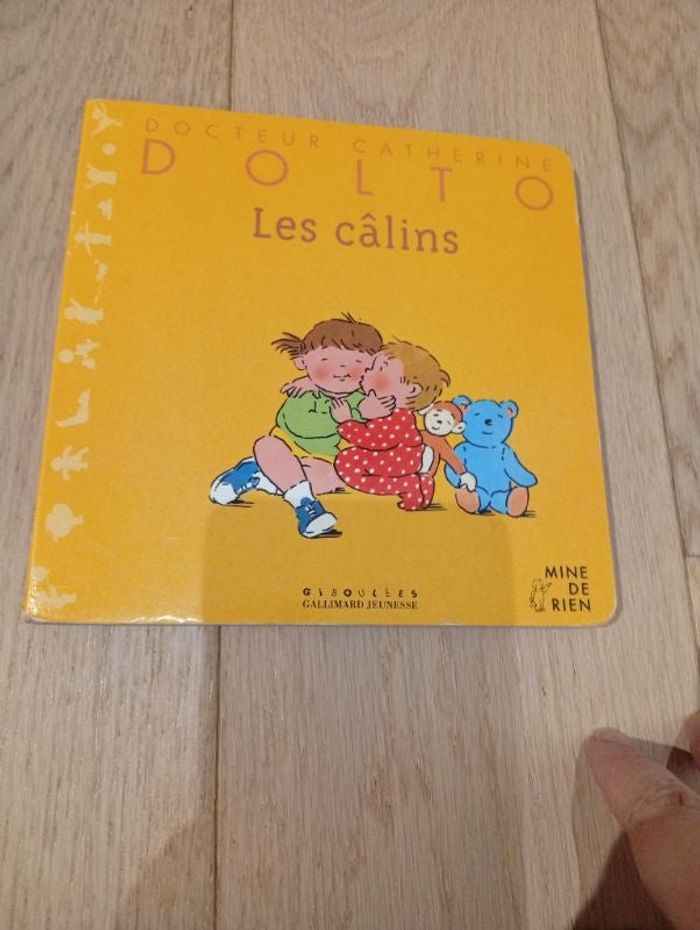 DOCTEUR CATHERINE
DOLTO
Les câlins
GIBOULÉES
GALLIMARD JEUNESSE
MINE
DE
RIEN